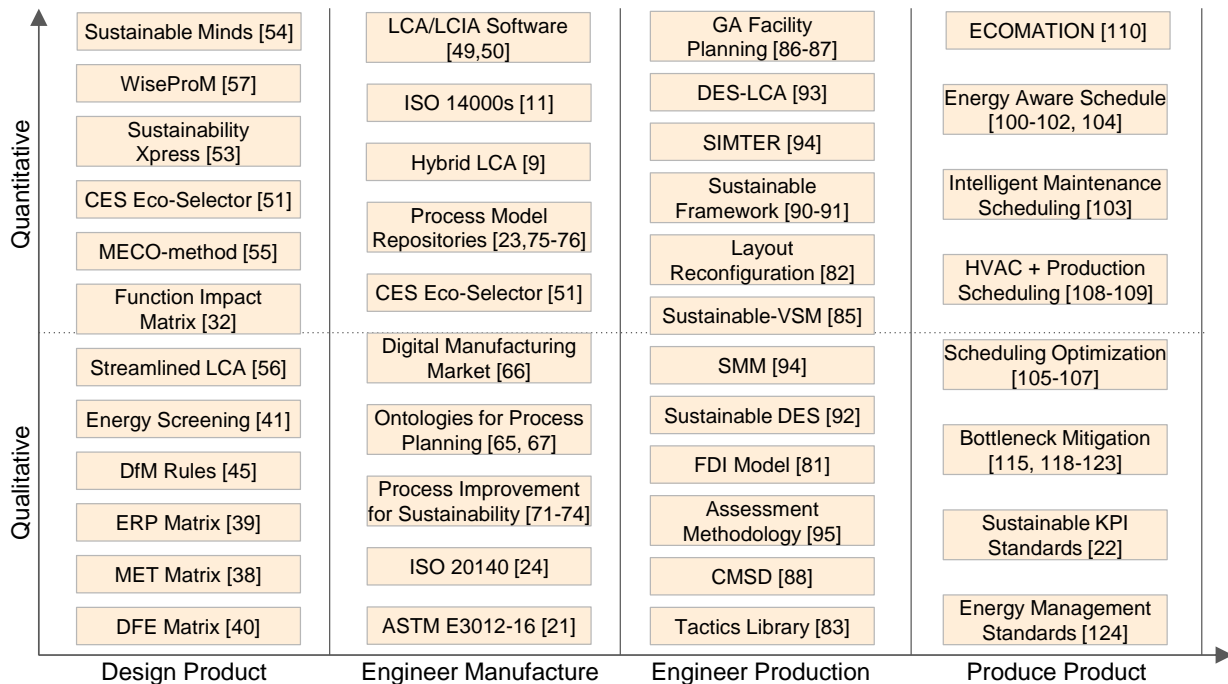 Quantitative
Qualitative
Sustainable Minds [54]
WiseProM [57]
Sustainability
Xpress [53]
CES Eco-Selector [51]
MECO-method [55]
Function Impact
Matrix [32]
Streamlined LCA [56]
Energy Screening [41]
DfM Rules [45]
ERP Matrix [39]
MET Matrix [38]
DFE Matrix [40]
Design Product
LCA/LCIA Software
[49,50]
ISO 14000s [11]
Hybrid LCA [9]
Process Model
Repositories [23,75-76]
CES Eco-Selector [51]
Digital Manufacturing
Market [66]
Ontologies for Process
Planning [65, 67]
Process Improvement
for Sustainability [71-74]
ISO 20140 [24]
ASTM E3012-16 [21]
Engineer Manufacture
GA Facility
Planning [86-87]
DES-LCA [93]
SIMTER [94]
Sustainable
Framework [90-91]
Layout
Reconfiguration [82]
Sustainable-VSM [85]
SMM [94]
Sustainable DES [92]
FDI Model [81]
Assessment
Methodology [95]
CMSD [88]
Tactics Library [83]
Engineer Production
ECOMATION [110]
Energy Aware Schedule
[100-102, 104]
Intelligent Maintenance
Scheduling [103]
HVAC + Production
Scheduling [108-109]
Scheduling Optimization
[105-107]
Bottleneck Mitigation
[115, 118-123]
Sustainable KPI
Standards [22]
Energy Management
Standards [124]
Produce Product